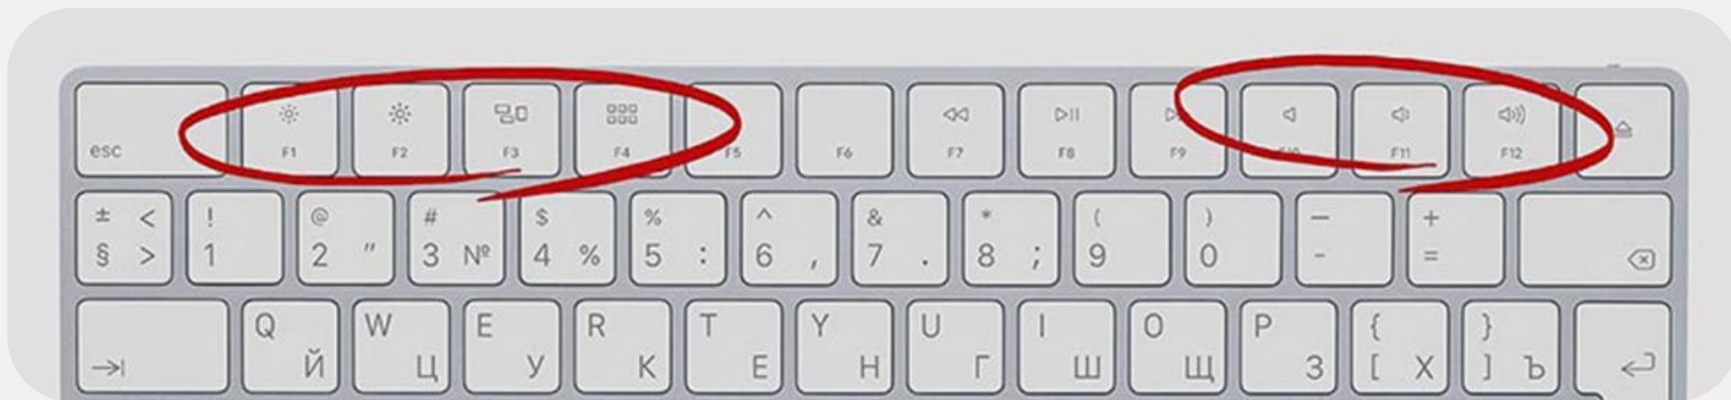 esc F1 F2 F3 F4 F5 F6 F7 F8 F9 F10 F11 F12
± < ! @ # $ % ^ & * ( ) — +
§ > 1 2 " 3 № 4 % 5 : 6 , 7 . 8 ; 9 0 - =
Q W E R T Y U I O P { }
Й Ц У К Е Н Г Ш Щ З [ Х ] Ъ